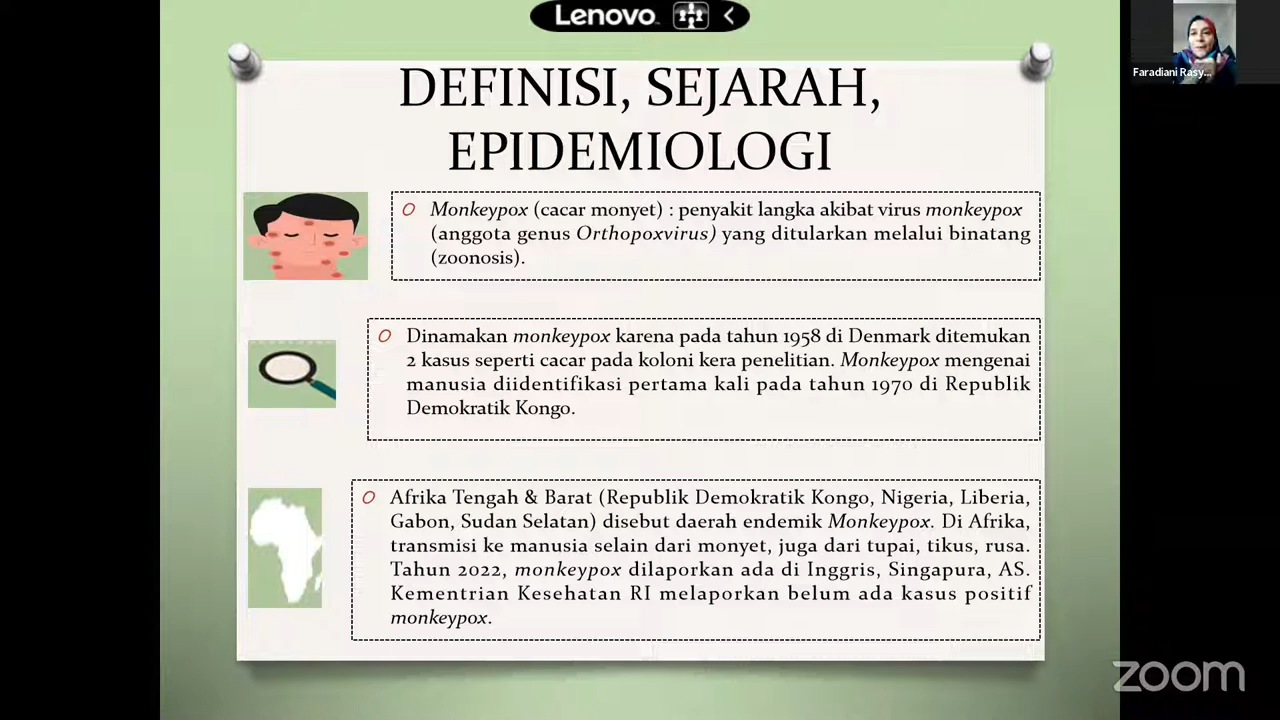 Lenovo
Faradiani Rasy...
DEFINISI, SEJARAH,
EPIDEMIOLOGI
Monkeypox (cacar monyet) : penyakit langka akibat virus monkeypox
(anggota genus Orthopoxvirus) yang ditularkan melalui binatang
(zoonosis).
Dinamakan monkeypox karena pada tahun 1958 di Denmark ditemukan
2 kasus seperti cacar pada koloni kera penelitian. Monkeypox mengenai
manusia diidentifikasi pertama kali pada tahun 1970 di Republik
Demokratik Kongo.
Afrika Tengah & Barat (Republik Demokratik Kongo, Nigeria, Liberia,
Gabon, Sudan Selatan) disebut daerah endemik Monkeypox. Di Afrika,
transmisi ke manusia selain dari monyet, juga dari tupai, tikus, rusa.
Tahun 2022, monkeypox dilaporkan ada di Inggris, Singapura, AS.
Kementrian Kesehatan RI melaporkan belum ada kasus positif
monkeypox.
zoom